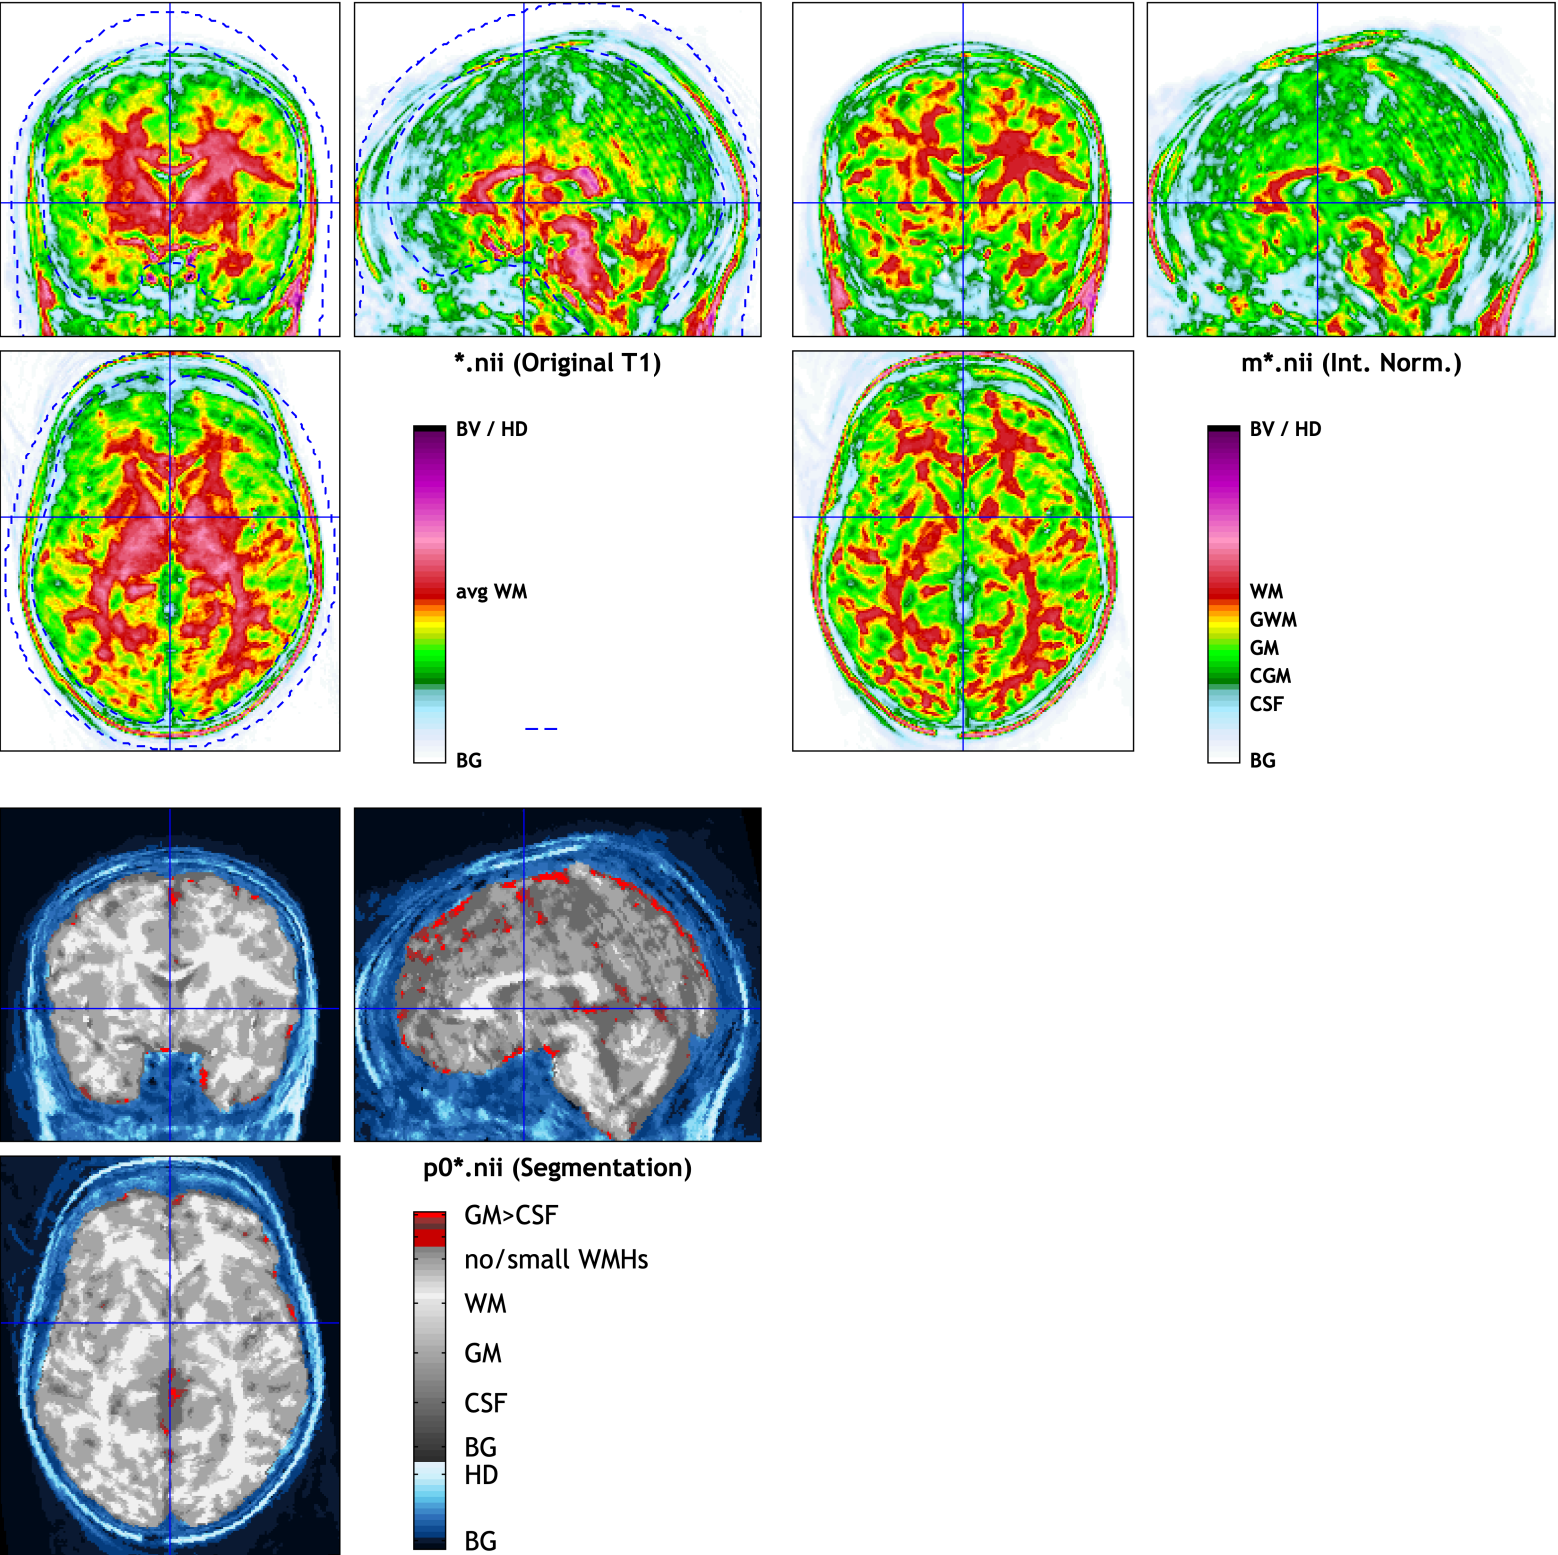 *.nii (Original T1)
BV / HD
avg WM
BG
m*.nii (Int. Norm.)
BV / HD
WM
GWM
GM
CGM
CSF
BG
p0*.nii (Segmentation)
GM>CSF
no/small WMHs
WM
GM
CSF
BG
HD
BG